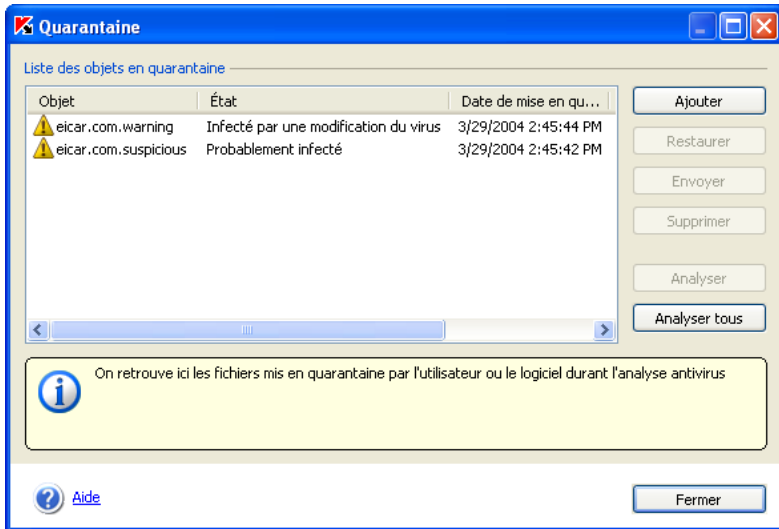 Quarantaine
Liste des objets en quarantaine
Objet État Date de mise en qu...
eicar.com.warning Infecté par une modification du virus 3/29/2004 2:45:44 PM
eicar.com.suspicious Probablement infecté 3/29/2004 2:45:42 PM
Ajouter
Restaurer
Envoyer
Supprimer
Analyser
Analyser tous
On retrouve ici les fichiers mis en quarantaine par l'utilisateur ou le logiciel durant l'analyse antivirus
Aide
Fermer